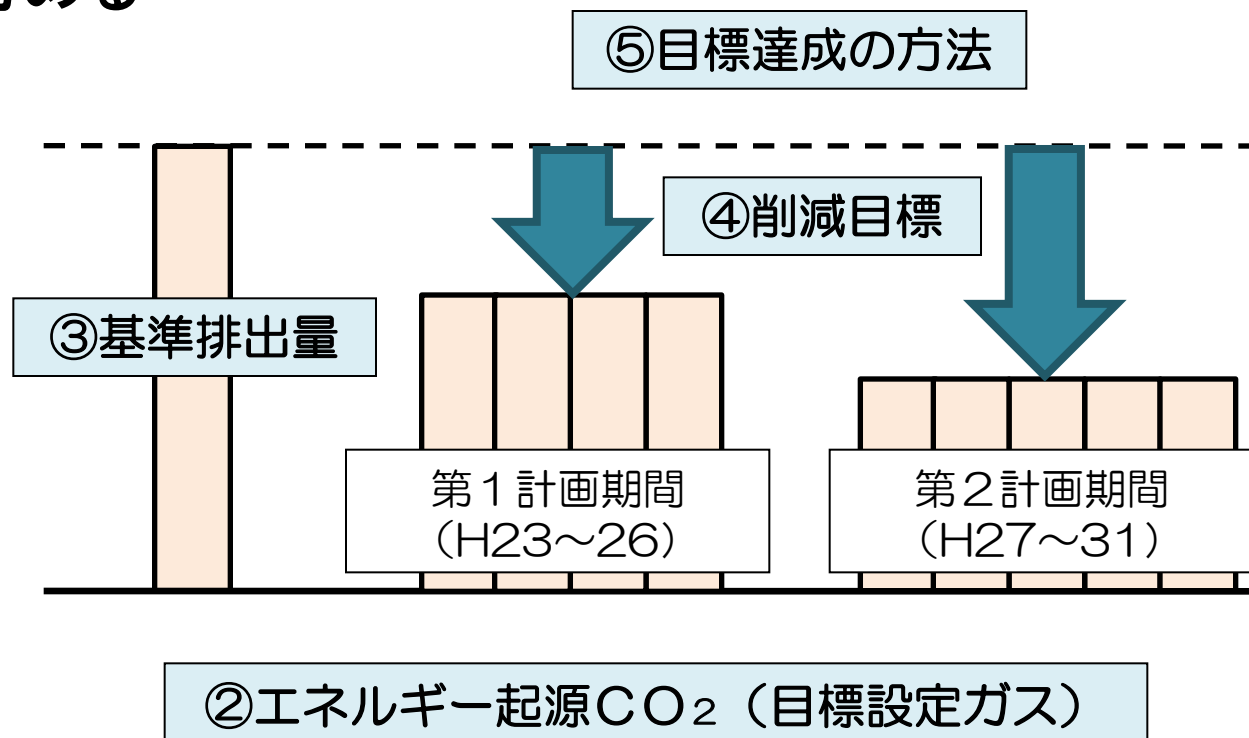 める
⑤目標達成の方法
④削減目標
③基準排出量
第１計画期間
（H23～26）
第２計画期間
（H27～31）
②エネルギー起源ＣＯ₂（目標設定ガス）